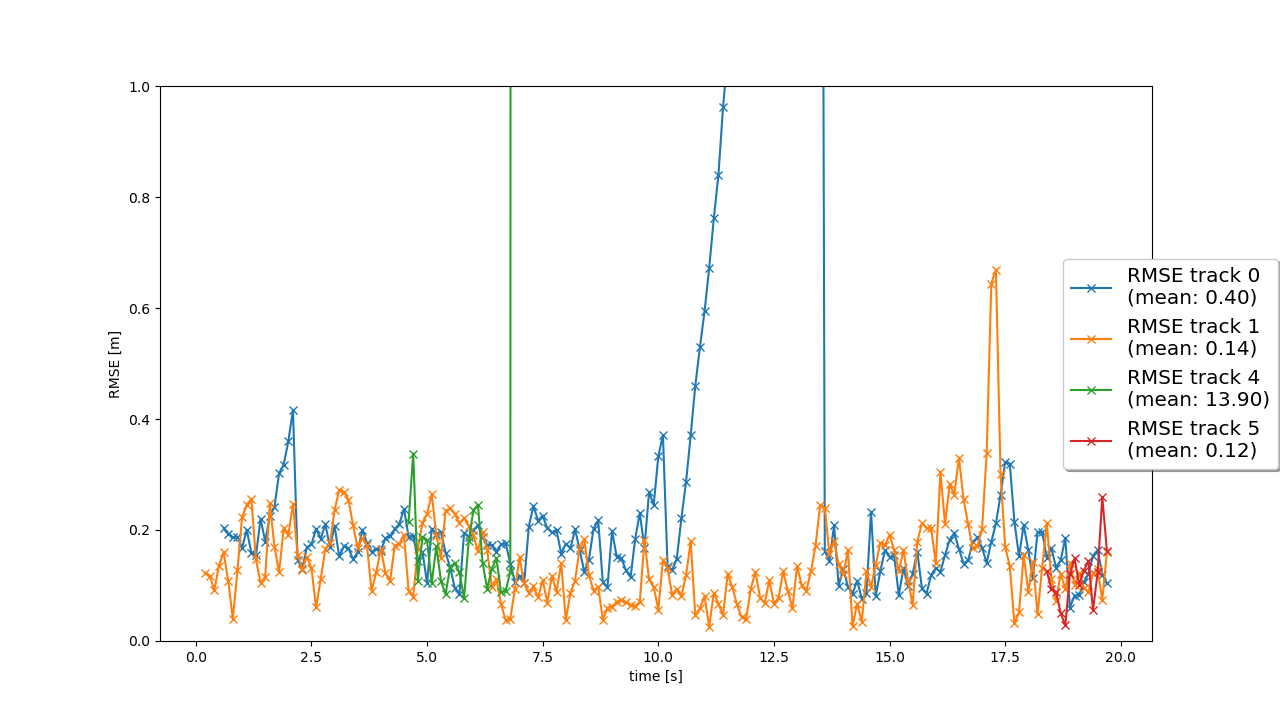 1.0
0.8
0.6
0.4
0.2
0.0
RMSE [m]
0.0 2.5 5.0 7.5 10.0 12.5 15.0 17.5 20.0
time [s]
RMSE track 0
(mean: 0.40)
RMSE track 1
(mean: 0.14)
RMSE track 4
(mean: 13.90)
RMSE track 5
(mean: 0.12)